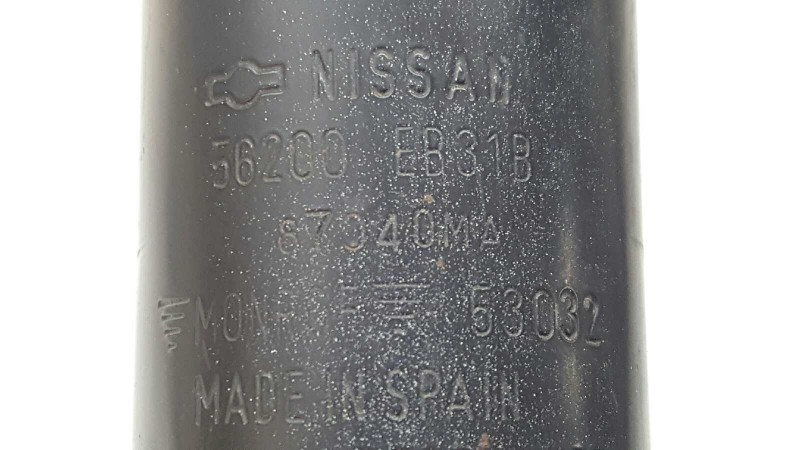 NISSAN
56200 EB31B
87040MA
53032
MADE IN SPAIN